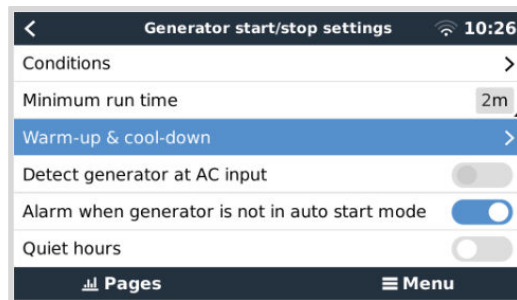 Generator start/stop settings 10:26
Conditions
Minimum run time 2m
Warm-up & cool-down
Detect generator at AC input
Alarm when generator is not in auto start mode
Quiet hours
Pages Menu